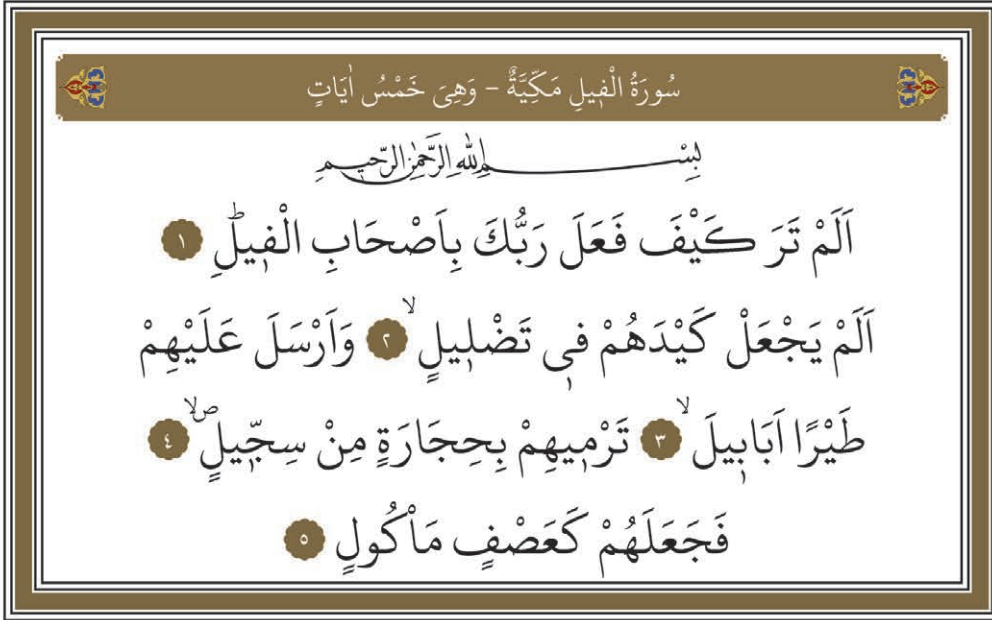 سُورَةُ الْفٖيلِ مَكِّيَّةٌ - وَهِىَ خَمْسُ اٰيَاتٍ
بِسْمِ اللّٰهِ الرَّحْمٰنِ الرَّحٖيمِ
اَلَمْ تَرَ كَيْفَ فَعَلَ رَبُّكَ بِاَصْحَابِ الْفٖيلِؕ ١
اَلَمْ يَجْعَلْ كَيْدَهُمْ فٖى تَضْلٖيلٍۙ ٢ وَاَرْسَلَ عَلَيْهِمْ
طَيْرًا اَبَابٖيلَۙ ٣ تَرْمٖيهِمْ بِحِجَارَةٍ مِنْ سِجّٖيلٍۖۙ ٤
فَجَعَلَهُمْ كَعَصْفٍ مَاْكُولٍ ٥